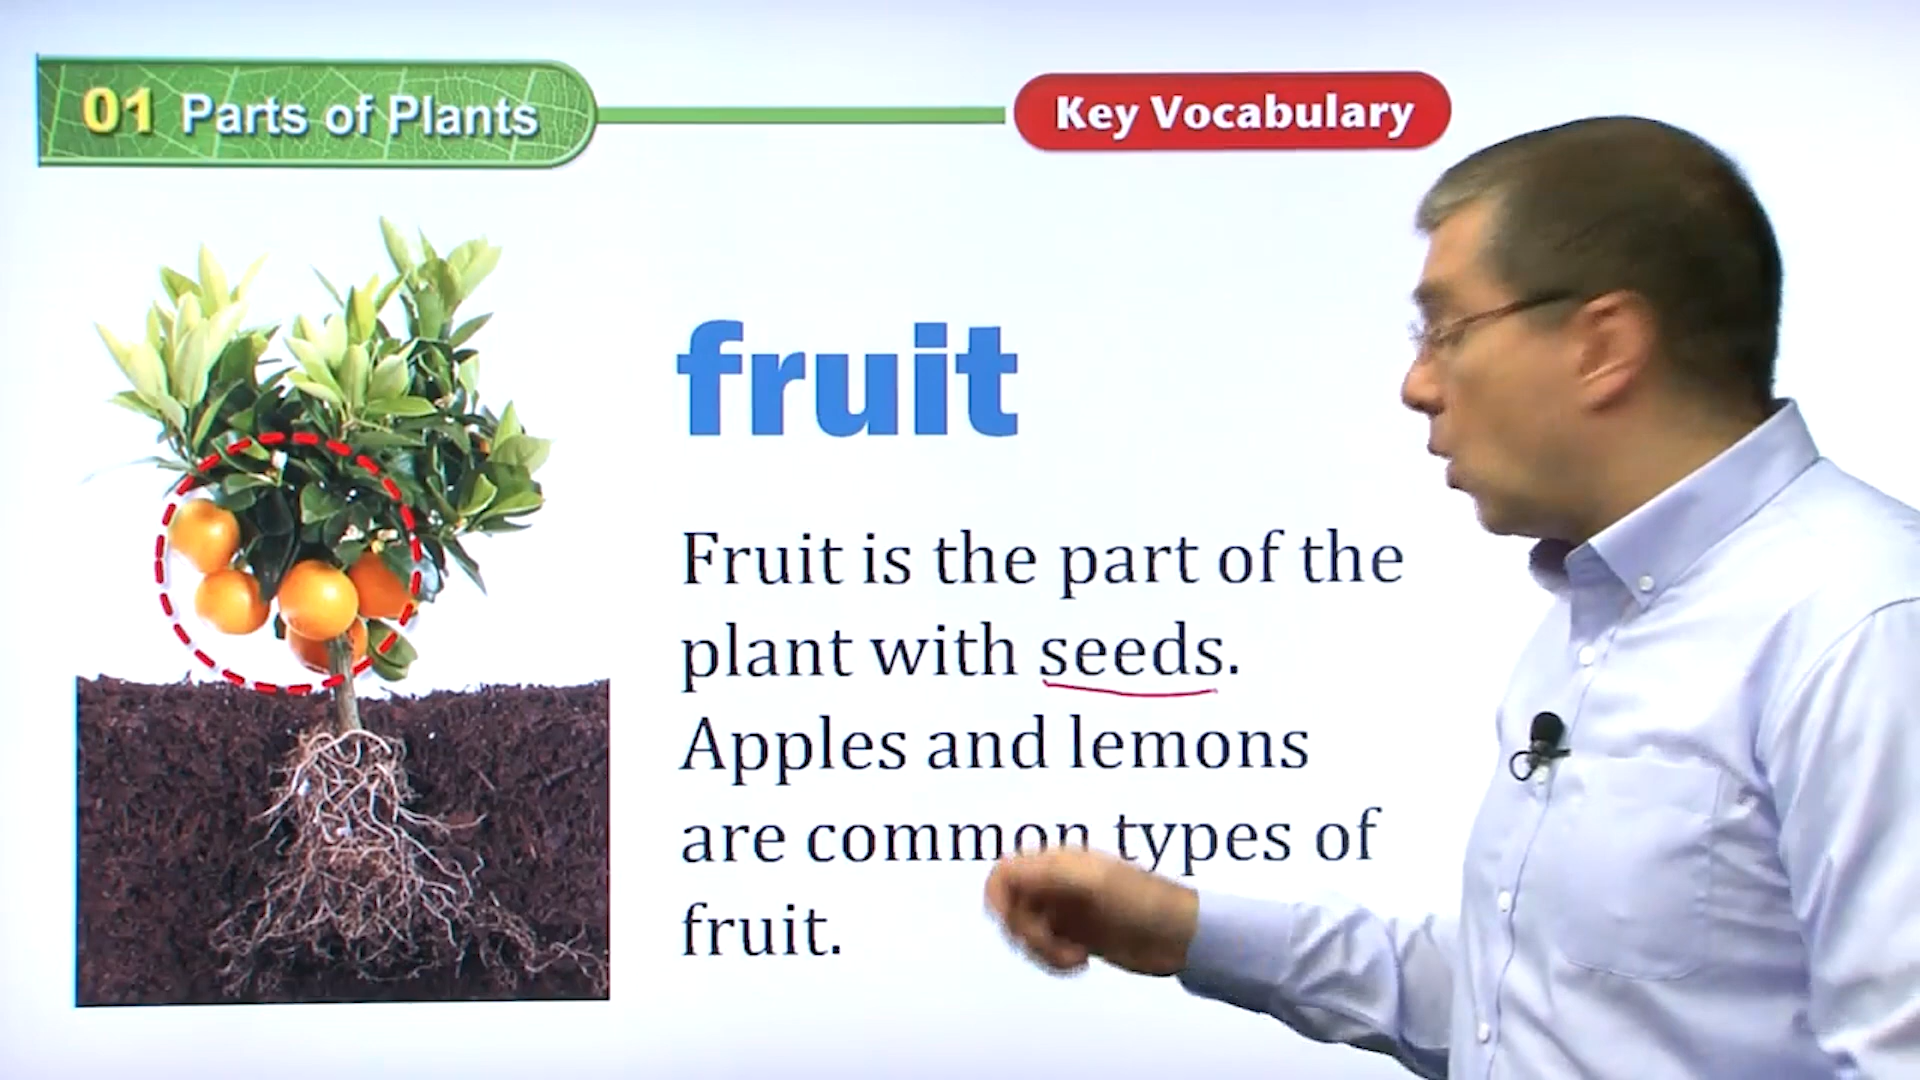 01 Parts of Plants
Key Vocabulary
fruit
Fruit is the part of the
plant with seeds.
Apples and lemons
are common types of
fruit.